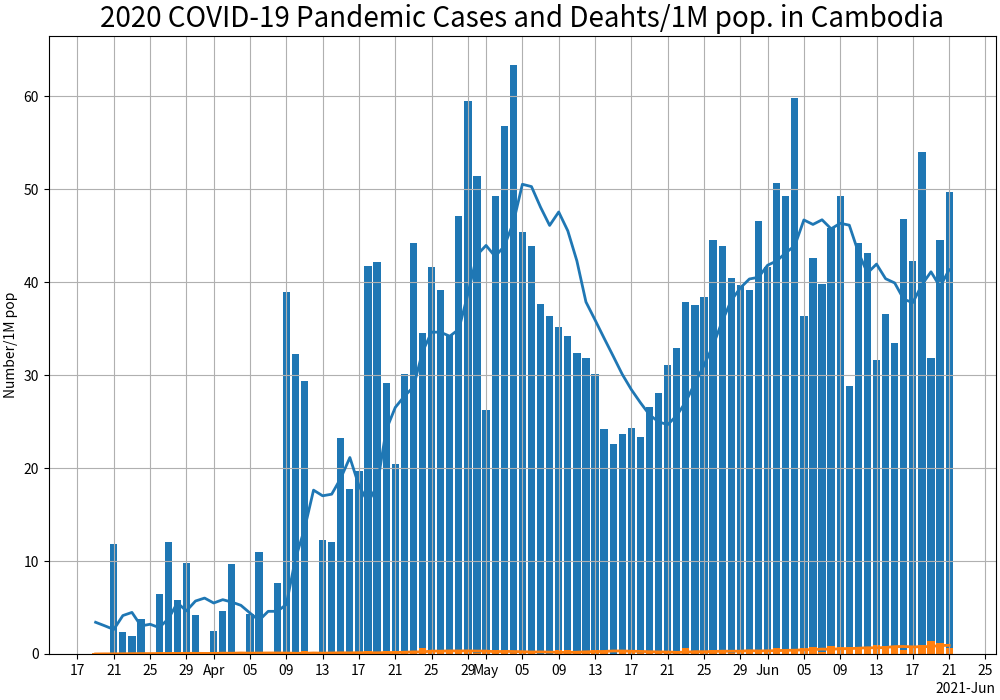 2020 COVID-19 Pandemic Cases and Deahts/1M pop. in Cambodia
Number/1M pop
60
50
40
30
20
10
0
17 21 25 29 Apr 05 09 13 17 21 25 29 May 05 09 13 17 21 25 29 Jun 05 09 13 17 21 25
2021-Jun